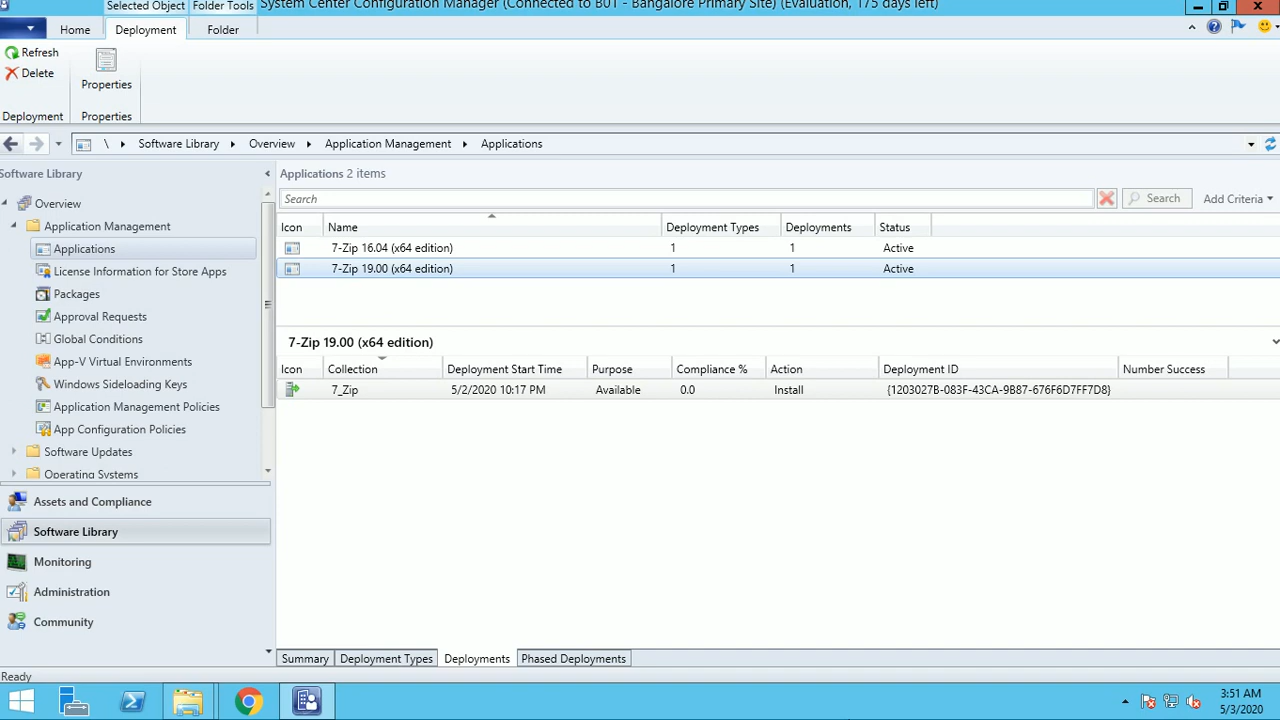 Selected Object Folder Tools System Center Configuration Manager (Connected to B01 - Bangalore Primary Site) (Evaluation, 175 days left)
Home Deployment Folder
Refresh
Delete
Properties
Deployment Properties
\ Software Library Overview Application Management Applications
Software Library
Overview
Application Management
Applications
License Information for Store Apps
Packages
Approval Requests
Global Conditions
App-V Virtual Environments
Windows Sideloading Keys
Application Management Policies
App Configuration Policies
Software Updates
Operating Systems
Assets and Compliance
Software Library
Monitoring
Administration
Community
Applications 2 items
Search Search Add Criteria
Icon Name Deployment Types Deployments Status
7-Zip 16.04 (x64 edition) 1 1 Active
7-Zip 19.00 (x64 edition) 1 1 Active
7-Zip 19.00 (x64 edition)
Icon Collection Deployment Start Time Purpose Compliance % Action Deployment ID Number Success
7_Zip 5/2/2020 10:17 PM Available 0.0 Install {1203027B-083F-43CA-9B87-676F6D7FF7D8}
Summary Deployment Types Deployments Phased Deployments
Ready
3:51 AM
5/3/2020